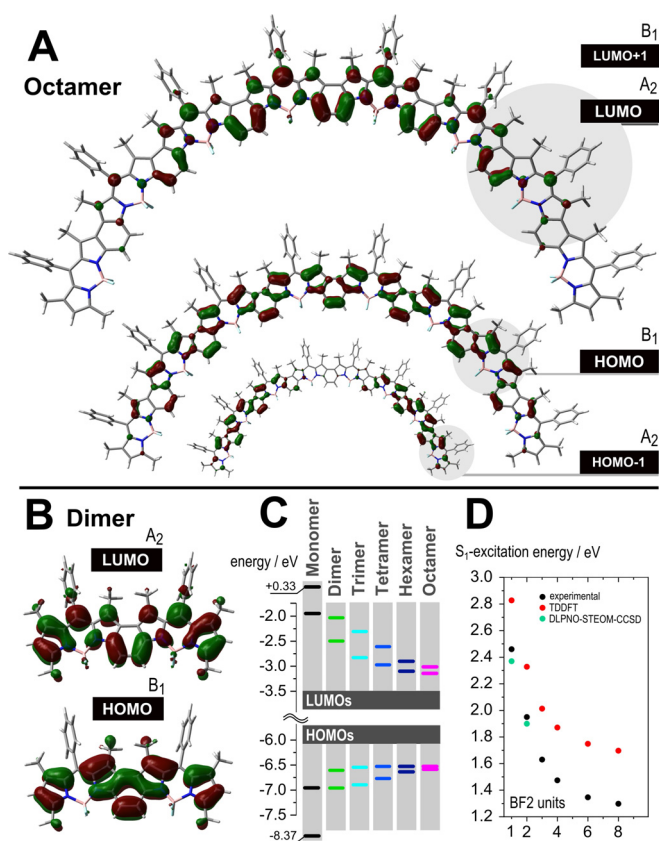 A
Octamer
B1
LUMO+1
A2
LUMO
B1
HOMO
A2
HOMO-1
B
Dimer
A2
LUMO
B1
HOMO
C
energy / eV
Monomer
Dimer
Trimer
Tetramer
Hexamer
Octamer
+0.33
-2.0
-2.5
-3.0
-3.5
LUMOs
HOMOs
-6.0
-6.5
-7.0
-8.37
D
S1-excitation energy / eV
3.0
2.8
2.6
2.4
2.2
2.0
1.8
1.6
1.4
1.2
experimental
TDDFT
DLPNO-STEOM-CCSD
BF2 units
1 2 4 6 8